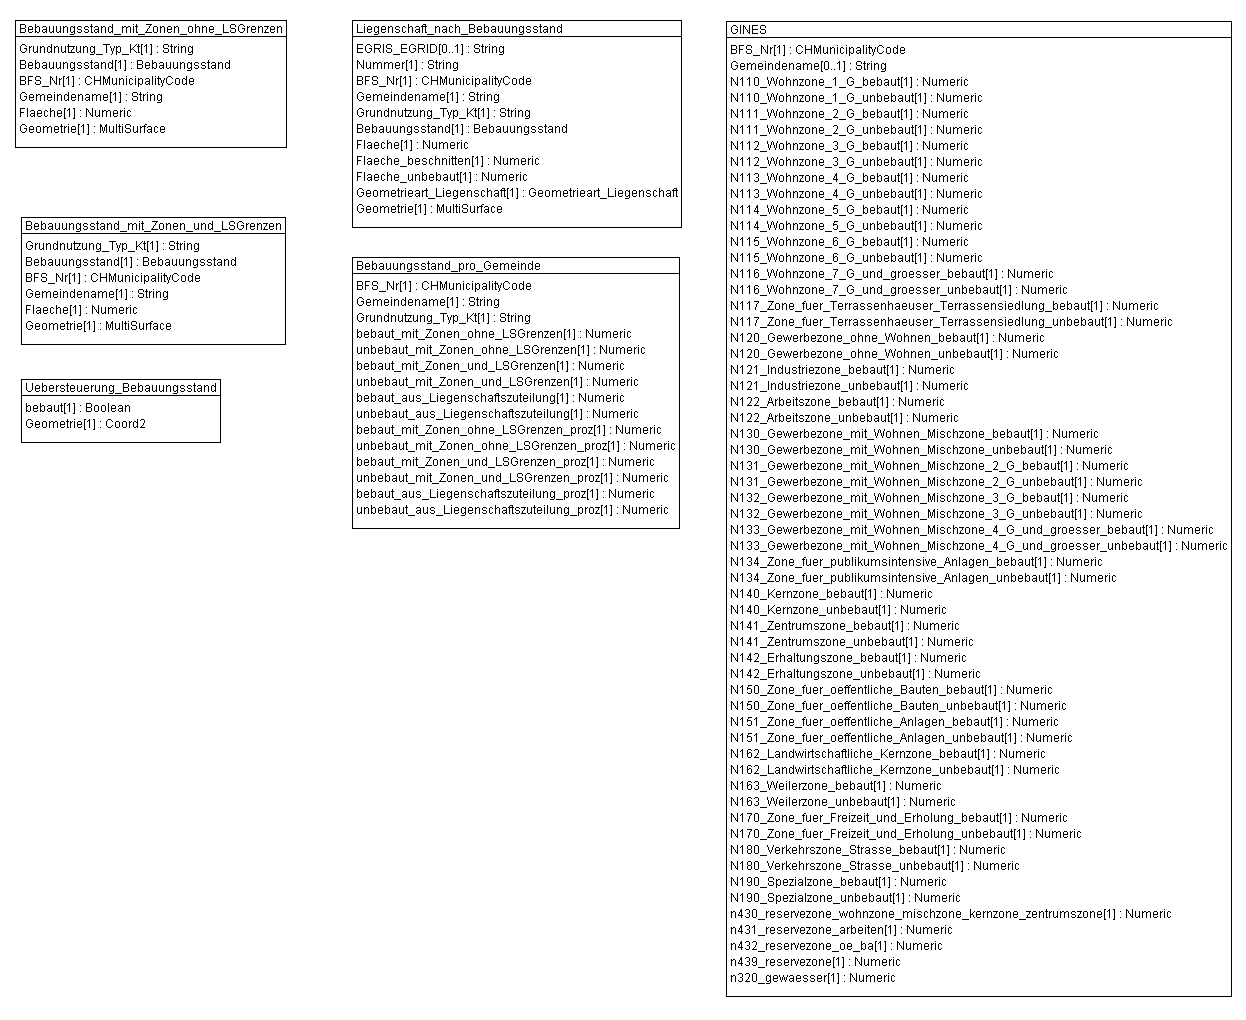 Bebauungsstand_mit_Zonen_ohne_LSGrenzen
Grundnutzung_Typ_Kt[1] : String
Bebauungsstand[1] : Bebauungsstand
BFS_Nr[1] : CHMunicipalityCode
Gemeindename[1] : String
Flaeche[1] : Numeric
Geometrie[1] : MultiSurface
Bebauungsstand_mit_Zonen_und_LSGrenzen
Grundnutzung_Typ_Kt[1] : String
Bebauungsstand[1] : Bebauungsstand
BFS_Nr[1] : CHMunicipalityCode
Gemeindename[1] : String
Flaeche[1] : Numeric
Geometrie[1] : MultiSurface
Uebersteuerung_Bebauungsstand
bebaut[1] : Boolean
Geometrie[1] : Coord2
Liegenschaft_nach_Bebauungsstand
EGRIS_EGRID[0..1] : String
Nummer[1] : String
BFS_Nr[1] : CHMunicipalityCode
Gemeindename[1] : String
Grundnutzung_Typ_Kt[1] : String
Bebauungsstand[1] : Bebauungsstand
Flaeche[1] : Numeric
Flaeche_beschnitten[1] : Numeric
Flaeche_unbebaut[1] : Numeric
Geometrieart_Liegenschaft[1] : Geometrieart_Liegenschaft
Geometrie[1] : MultiSurface
Bebauungsstand_pro_Gemeinde
BFS_Nr[1] : CHMunicipalityCode
Gemeindename[1] : String
Grundnutzung_Typ_Kt[1] : String
bebaut_mit_Zonen_ohne_LSGrenzen[1] : Numeric
unbebaut_mit_Zonen_ohne_LSGrenzen[1] : Numeric
bebaut_mit_Zonen_und_LSGrenzen[1] : Numeric
unbebaut_mit_Zonen_und_LSGrenzen[1] : Numeric
bebaut_aus_Liegenschaftszuteilung[1] : Numeric
unbebaut_aus_Liegenschaftszuteilung[1] : Numeric
bebaut_mit_Zonen_ohne_LSGrenzen_proz[1] : Numeric
unbebaut_mit_Zonen_ohne_LSGrenzen_proz[1] : Numeric
bebaut_mit_Zonen_und_LSGrenzen_proz[1] : Numeric
unbebaut_mit_Zonen_und_LSGrenzen_proz[1] : Numeric
bebaut_aus_Liegenschaftszuteilung_proz[1] : Numeric
unbebaut_aus_Liegenschaftszuteilung_proz[1] : Numeric
GINES
BFS_Nr[1] : CHMunicipalityCode
Gemeindename[0..1] : String
N110_Wohnzone_1_G_bebaut[1] : Numeric
N110_Wohnzone_1_G_unbebaut[1] : Numeric
N111_Wohnzone_2_G_bebaut[1] : Numeric
N111_Wohnzone_2_G_unbebaut[1] : Numeric
N112_Wohnzone_3_G_bebaut[1] : Numeric
N112_Wohnzone_3_G_unbebaut[1] : Numeric
N113_Wohnzone_4_G_bebaut[1] : Numeric
N113_Wohnzone_4_G_unbebaut[1] : Numeric
N114_Wohnzone_5_G_bebaut[1] : Numeric
N114_Wohnzone_5_G_unbebaut[1] : Numeric
N115_Wohnzone_6_G_bebaut[1] : Numeric
N115_Wohnzone_6_G_unbebaut[1] : Numeric
N116_Wohnzone_7_G_und_groesser_bebaut[1] : Numeric
N116_Wohnzone_7_G_und_groesser_unbebaut[1] : Numeric
N117_Zone_fuer_Terrassenhaeuser_Terrassensiedlung_bebaut[1] : Numeric
N117_Zone_fuer_Terrassenhaeuser_Terrassensiedlung_unbebaut[1] : Numeric
N120_Gewerbezone_ohne_Wohnen_bebaut[1] : Numeric
N120_Gewerbezone_ohne_Wohnen_unbebaut[1] : Numeric
N121_Industriezone_bebaut[1] : Numeric
N121_Industriezone_unbebaut[1] : Numeric
N122_Arbeitszone_bebaut[1] : Numeric
N122_Arbeitszone_unbebaut[1] : Numeric
N130_Gewerbezone_mit_Wohnen_Mischzone_bebaut[1] : Numeric
N130_Gewerbezone_mit_Wohnen_Mischzone_unbebaut[1] : Numeric
N131_Gewerbezone_mit_Wohnen_Mischzone_2_G_bebaut[1] : Numeric
N131_Gewerbezone_mit_Wohnen_Mischzone_2_G_unbebaut[1] : Numeric
N132_Gewerbezone_mit_Wohnen_Mischzone_3_G_bebaut[1] : Numeric
N132_Gewerbezone_mit_Wohnen_Mischzone_3_G_unbebaut[1] : Numeric
N133_Gewerbezone_mit_Wohnen_Mischzone_4_G_und_groesser_bebaut[1] : Numeric
N133_Gewerbezone_mit_Wohnen_Mischzone_4_G_und_groesser_unbebaut[1] : Numeric
N134_Zone_fuer_publikumsintensive_Anlagen_bebaut[1] : Numeric
N134_Zone_fuer_publikumsintensive_Anlagen_unbebaut[1] : Numeric
N140_Kernzone_bebaut[1] : Numeric
N140_Kernzone_unbebaut[1] : Numeric
N141_Zentrumszone_bebaut[1] : Numeric
N141_Zentrumszone_unbebaut[1] : Numeric
N142_Erhaltungszone_bebaut[1] : Numeric
N142_Erhaltungszone_unbebaut[1] : Numeric
N150_Zone_fuer_oeffentliche_Bauten_bebaut[1] : Numeric
N150_Zone_fuer_oeffentliche_Bauten_unbebaut[1] : Numeric
N151_Zone_fuer_oeffentliche_Anlagen_bebaut[1] : Numeric
N151_Zone_fuer_oeffentliche_Anlagen_unbebaut[1] : Numeric
N162_Landwirtschaftliche_Kernzone_bebaut[1] : Numeric
N162_Landwirtschaftliche_Kernzone_unbebaut[1] : Numeric
N163_Weilerzone_bebaut[1] : Numeric
N163_Weilerzone_unbebaut[1] : Numeric
N170_Zone_fuer_Freizeit_und_Erholung_bebaut[1] : Numeric
N170_Zone_fuer_Freizeit_und_Erholung_unbebaut[1] : Numeric
N180_Verkehrszone_Strasse_bebaut[1] : Numeric
N180_Verkehrszone_Strasse_unbebaut[1] : Numeric
N190_Spezialzone_bebaut[1] : Numeric
N190_Spezialzone_unbebaut[1] : Numeric
n430_reservezone_wohnzone_mischzone_kernzone_zentrumszone[1] : Numeric
n431_reservezone_arbeiten[1] : Numeric
n432_reservezone_oe_ba[1] : Numeric
n439_reservezone[1] : Numeric
n320_gewaesser[1] : Numeric